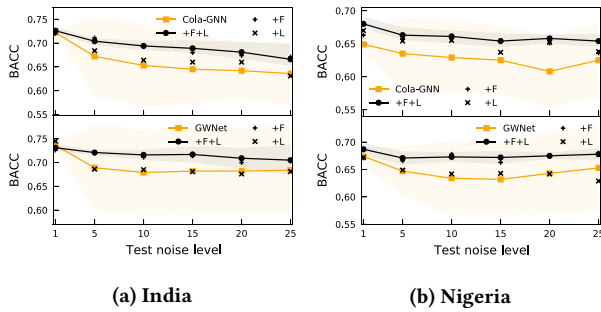 0.75
0.70
0.65
0.60
0.55
BACC
Cola-GNN
+F+L
+F
+L
0.70
0.65
0.60
0.55
BACC
Cola-GNN
+F+L
+F
+L
0.75
0.70
0.65
0.60
BACC
GWNet
+F+L
+F
+L
1 5 10 15 20 25
Test noise level
0.70
0.65
0.60
0.55
BACC
GWNet
+F+L
+F
+L
1 5 10 15 20 25
Test noise level
(a) India
(b) Nigeria